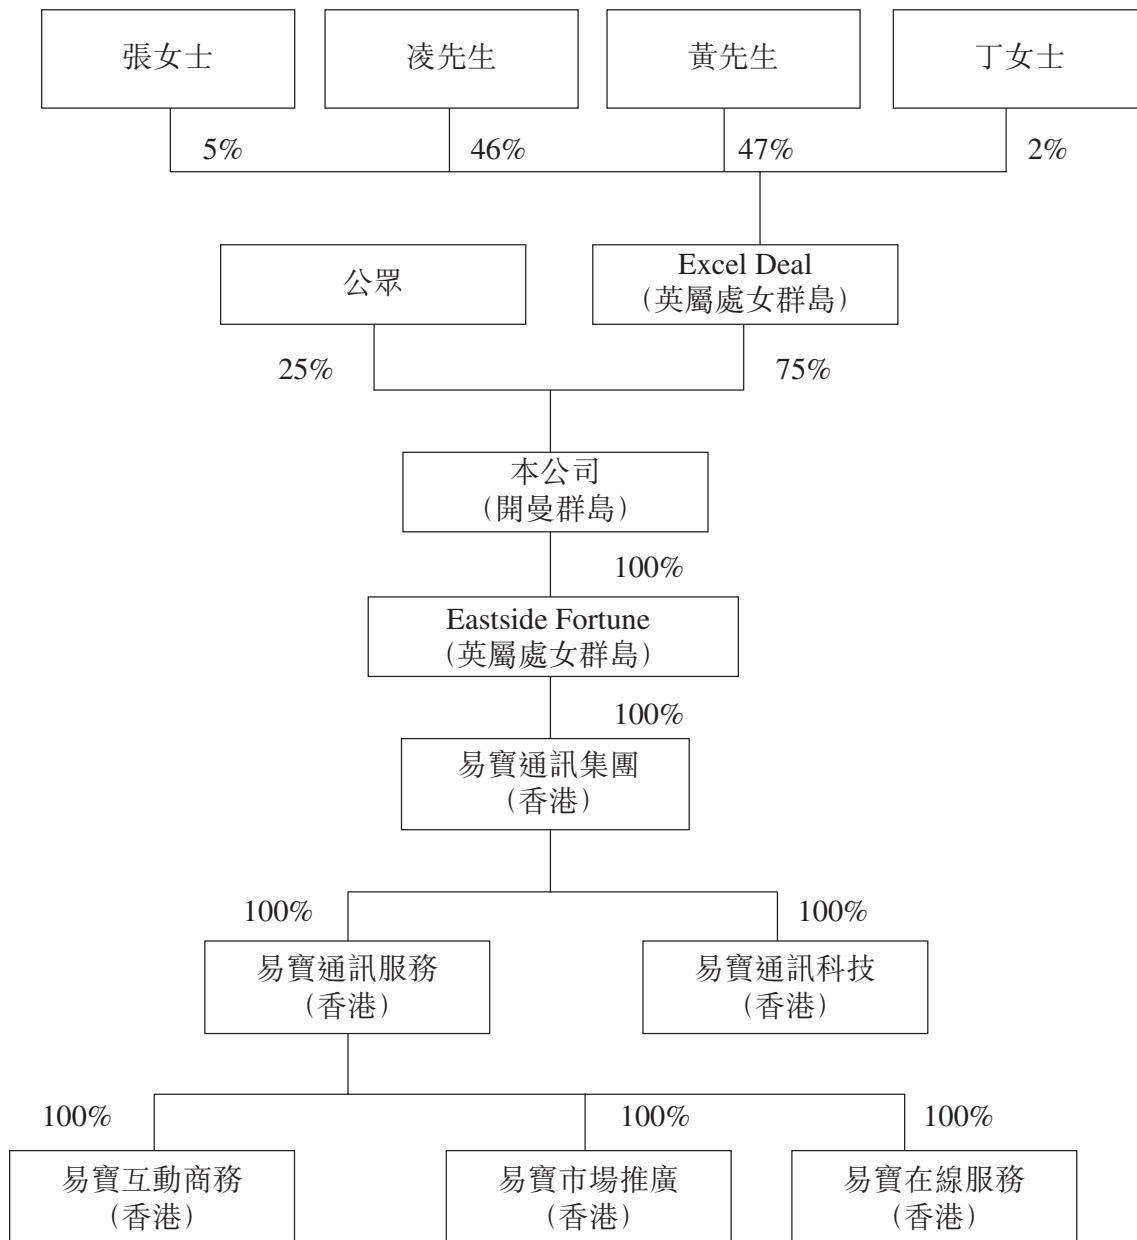 張女士
凌先生
黃先生
丁女士
5%
46%
47%
2%
公眾
Excel Deal
（英屬處女群島）
25%
75%
本公司
（開曼群島）
100%
Eastside Fortune
（英屬處女群島）
100%
易寶通訊集團
（香港）
100%
100%
易寶通訊服務
（香港）
易寶通訊科技
（香港）
100%
100%
100%
易寶互動商務
（香港）
易寶市場推廣
（香港）
易寶在線服務
（香港）